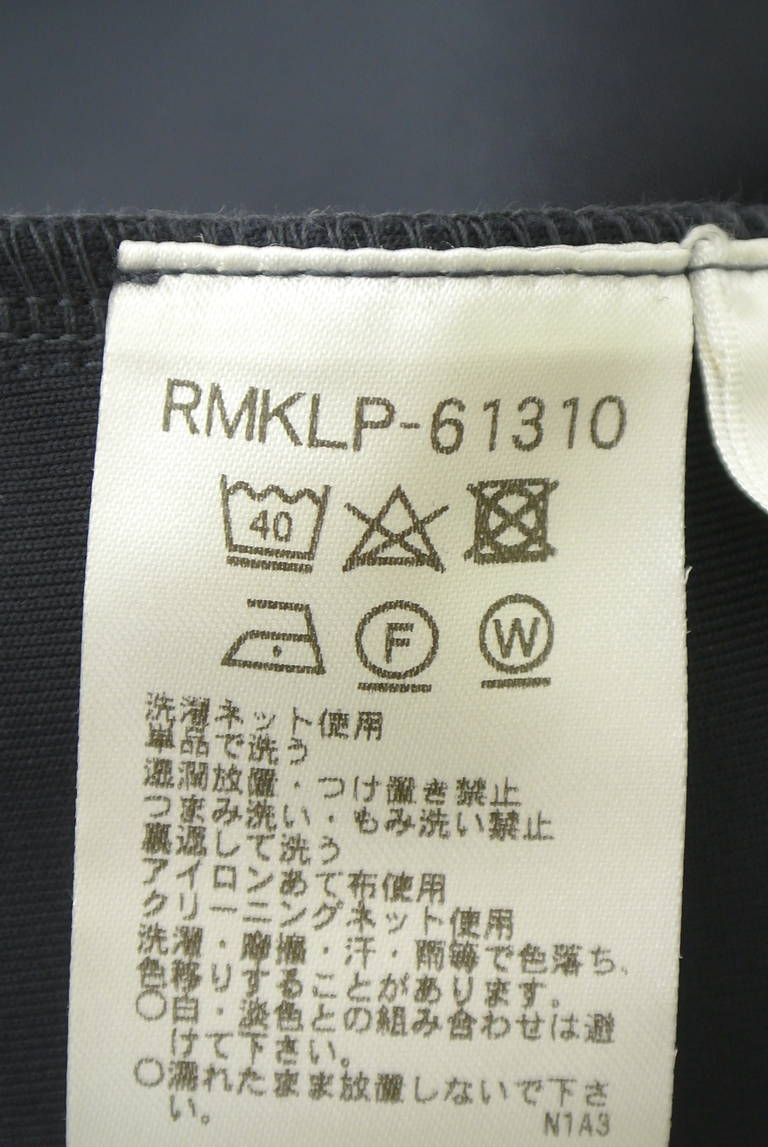 RMKLP-61310
40
F W
洗濯ネット使用
単品で洗う
湿潤放置・つけ置き禁止
つまみ洗い・もみ洗い禁止
裏返して洗う
アイロンあて布使用
クリーニングネット使用
洗濯・摩擦・汗・雨等で色落ち、
色移りすることがあります。
○白・淡色との組み合わせは避
けて下さい。
○濡れたまま放置しないで下さ
い。
N1A3